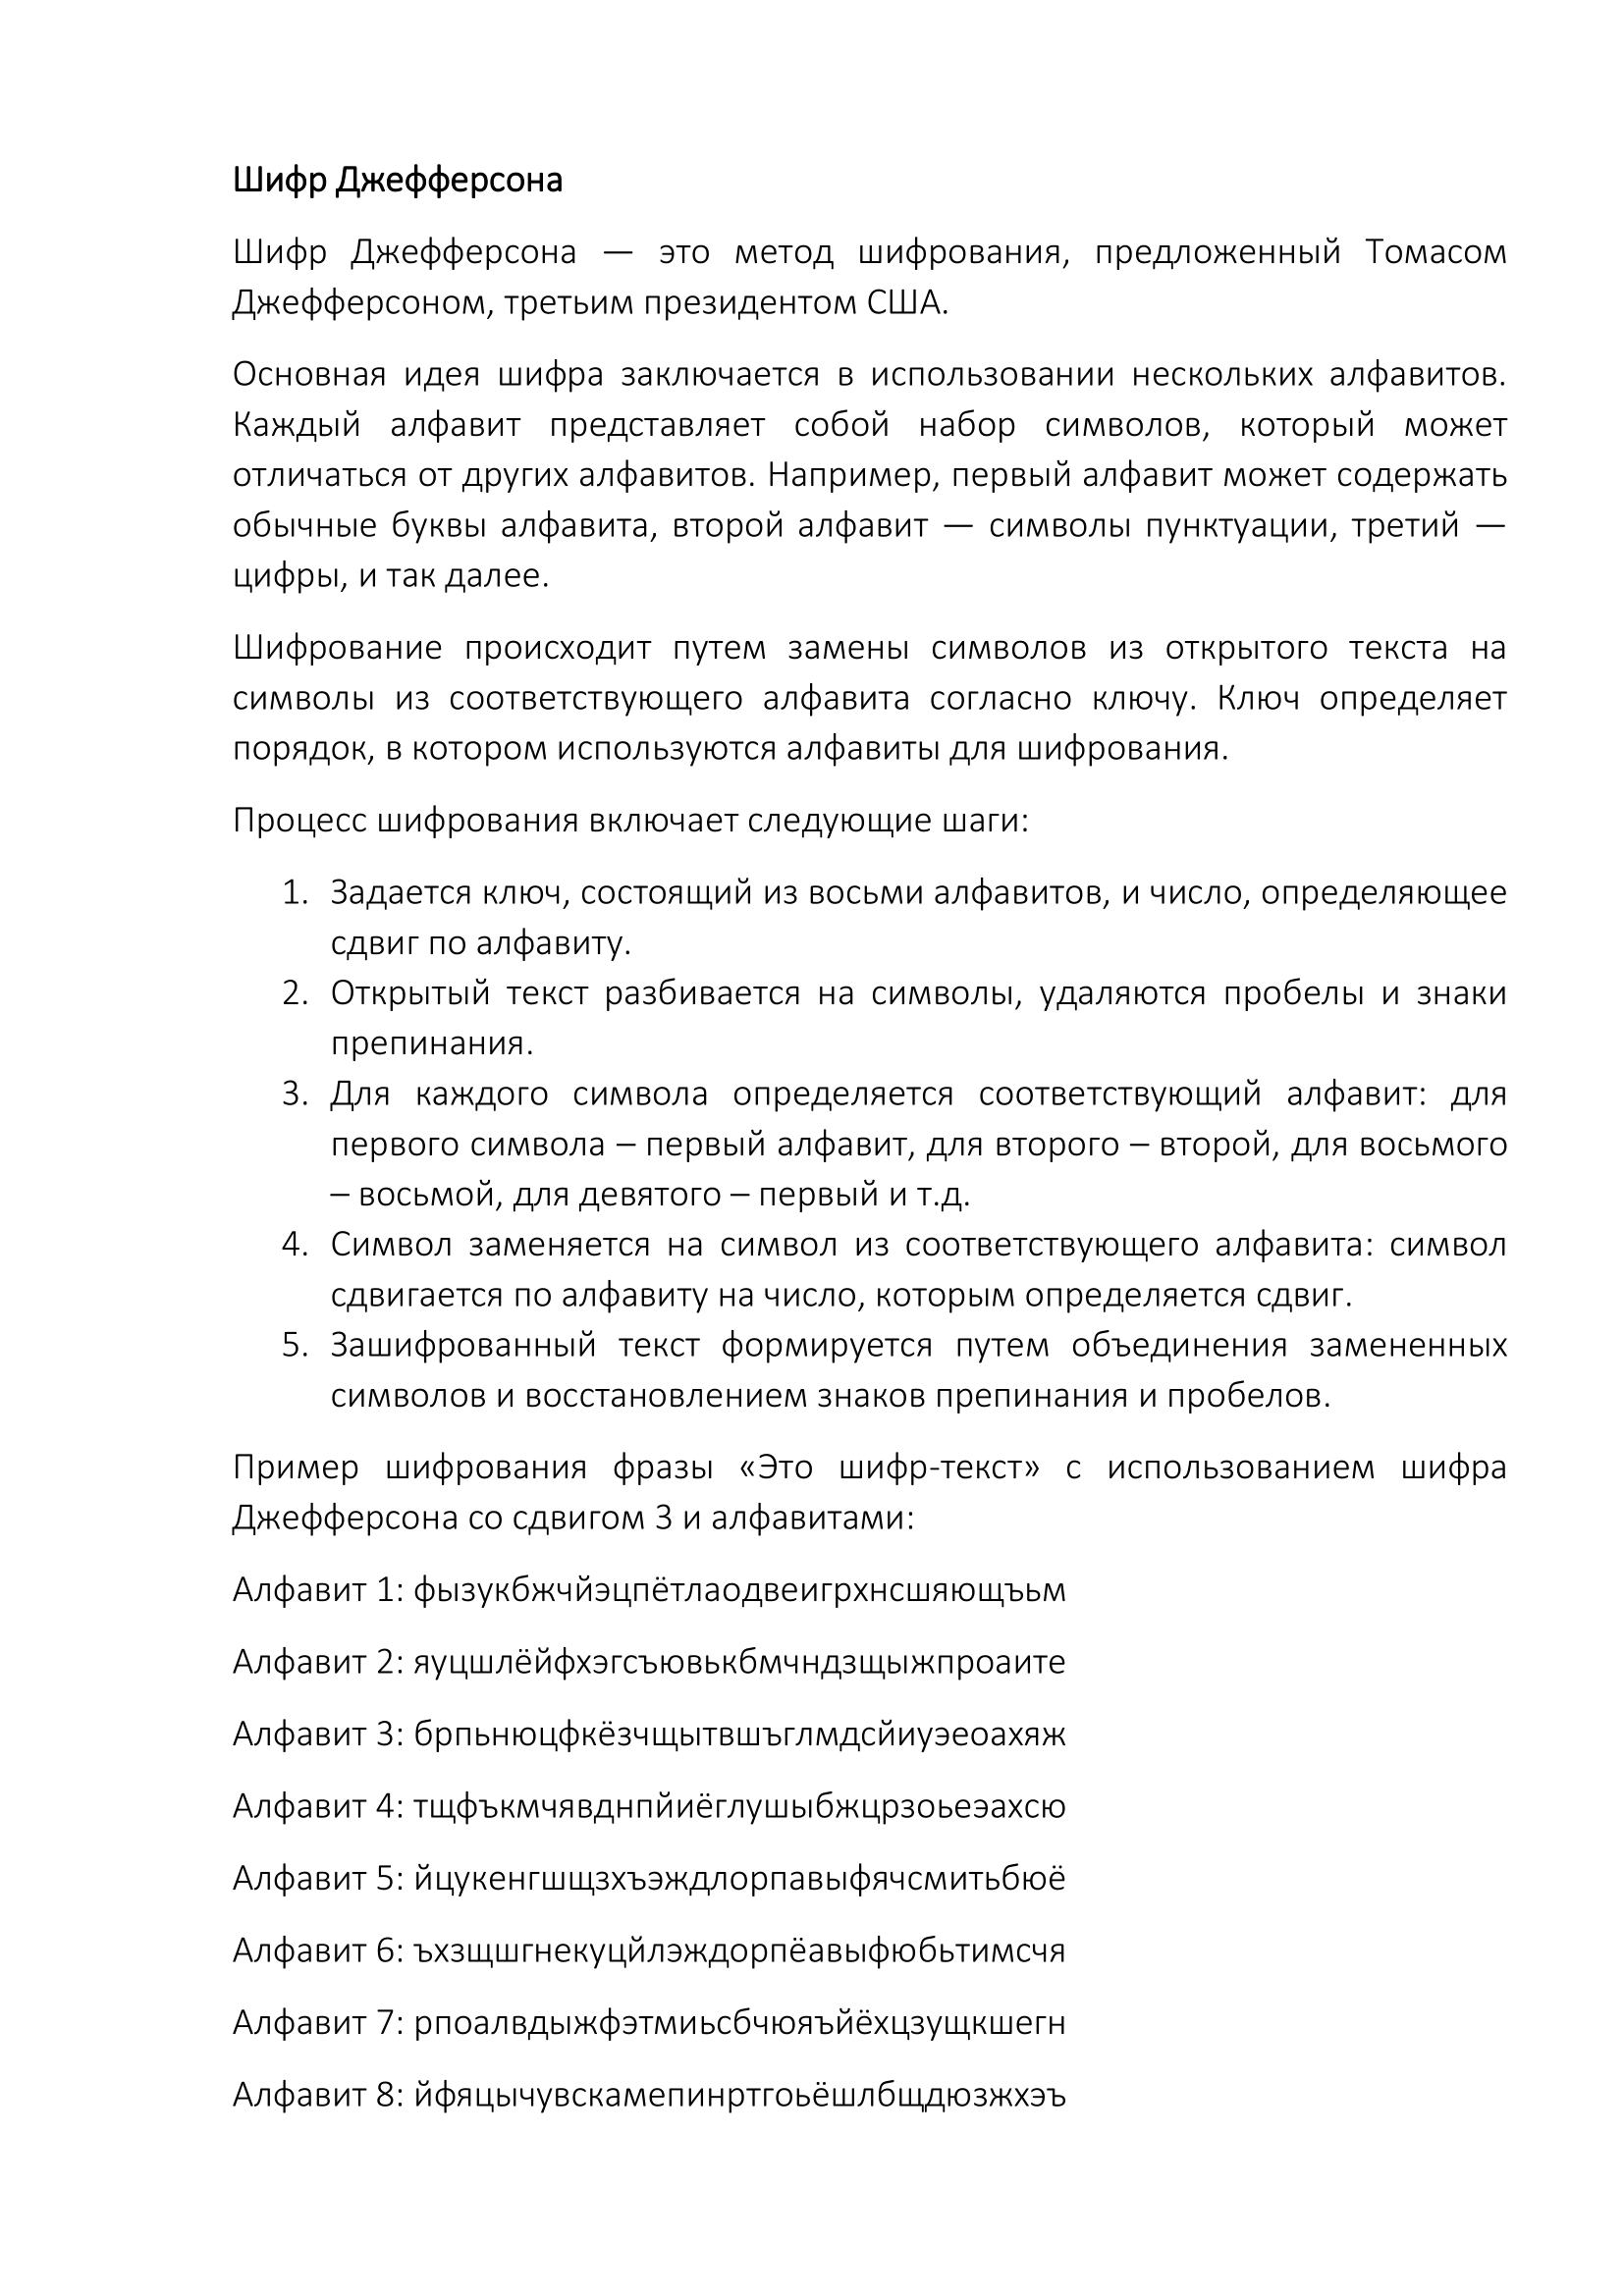 Шифр Джефферсона
Шифр Джефферсона — это метод шифрования, предложенный Томасом
Джефферсоном, третьим президентом США.
Основная идея шифра заключается в использовании нескольких алфавитов.
Каждый алфавит представляет собой набор символов, который может
отличаться от других алфавитов. Например, первый алфавит может содержать
обычные буквы алфавита, второй алфавит — символы пунктуации, третий —
цифры, и так далее.
Шифрование происходит путем замены символов из открытого текста на
символы из соответствующего алфавита согласно ключу. Ключ определяет
порядок, в котором используются алфавиты для шифрования.
Процесс шифрования включает следующие шаги:
1. Задается ключ, состоящий из восьми алфавитов, и число, определяющее
сдвиг по алфавиту.
2. Открытый текст разбивается на символы, удаляются пробелы и знаки
препинания.
3. Для каждого символа определяется соответствующий алфавит: для
первого символа – первый алфавит, для второго – второй, для восьмого
– восьмой, для девятого – первый и т.д.
4. Символ заменяется на символ из соответствующего алфавита: символ
сдвигается по алфавиту на число, которым определяется сдвиг.
5. Зашифрованный текст формируется путем объединения замененных
символов и восстановлением знаков препинания и пробелов.
Пример шифрования фразы «Это шифр-текст» с использованием шифра
Джефферсона со сдвигом 3 и алфавитами:
Алфавит 1: фызукбжчйэцпётлаодвеигрхнсшяющъьм
Алфавит 2: яуцшлёйфхэгсъювькбмчндзщыжпроаите
Алфавит 3: брпьнюцфкёзчщытвшъглмдсйиуэеоахяж
Алфавит 4: тщфъкмчявднпйиёглушыбжцрзоьеэахсю
Алфавит 5: йцукенгшщзхъэждлорпавыфячсмитьбюё
Алфавит 6: ъхзщшгнекуцйлэждорпёавыфюбьтимсчя
Алфавит 7: рпоалвдыжфэтмиьсбчюяъйёхцзущкшегн
Алфавит 8: йфяцычувскамепинртгоьёшлбщдюзжхэъ